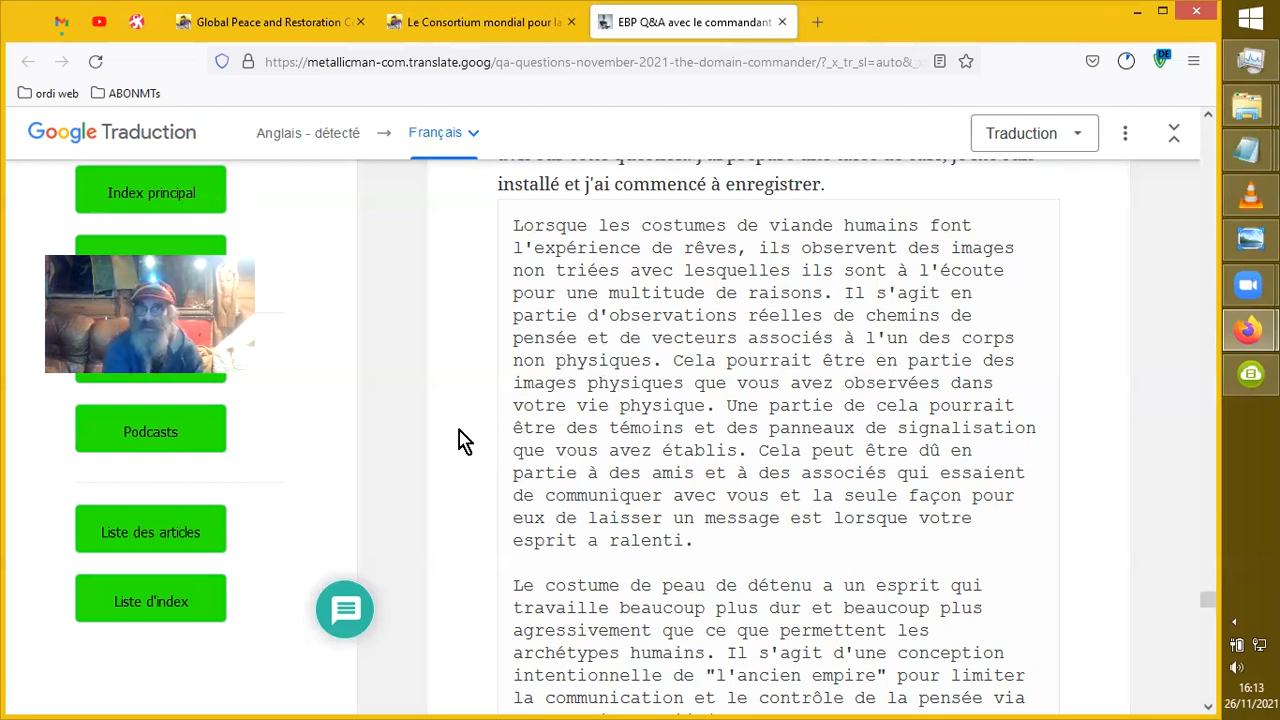 Global Peace and Restoration C
Le Consortium mondial pour la
EBP Q&A avec le commandant
https://metallicman-com.translate.goog/qa-questions-november-2021-the-domain-commander/?_x_tr_sl=auto&_
DE
ordi web
ABONMTs
Google Traduction
Anglais - détecté
Français
Traduction
installé et j'ai commencé à enregistrer.
Index principal
Podcasts
Liste des articles
Liste d'index
Lorsque les costumes de viande humains font
l'expérience de rêves, ils observent des images
non triées avec lesquelles ils sont à l'écoute
pour une multitude de raisons. Il s'agit en
partie d'observations réelles de chemins de
pensée et de vecteurs associés à l'un des corps
non physiques. Cela pourrait être en partie des
images physiques que vous avez observées dans
votre vie physique. Une partie de cela pourrait
être des témoins et des panneaux de signalisation
que vous avez établis. Cela peut être dû en
partie à des amis et à des associés qui essaient
de communiquer avec vous et la seule façon pour
eux de laisser un message est lorsque votre
esprit a ralenti.
Le costume de peau de détenu a un esprit qui
travaille beaucoup plus dur et beaucoup plus
agressivement que ce que permettent les
archétypes humains. Il s'agit d'une conception
intentionnelle de "l'ancien empire" pour limiter
la communication et le contrôle de la pensée via
16:13
26/11/2021